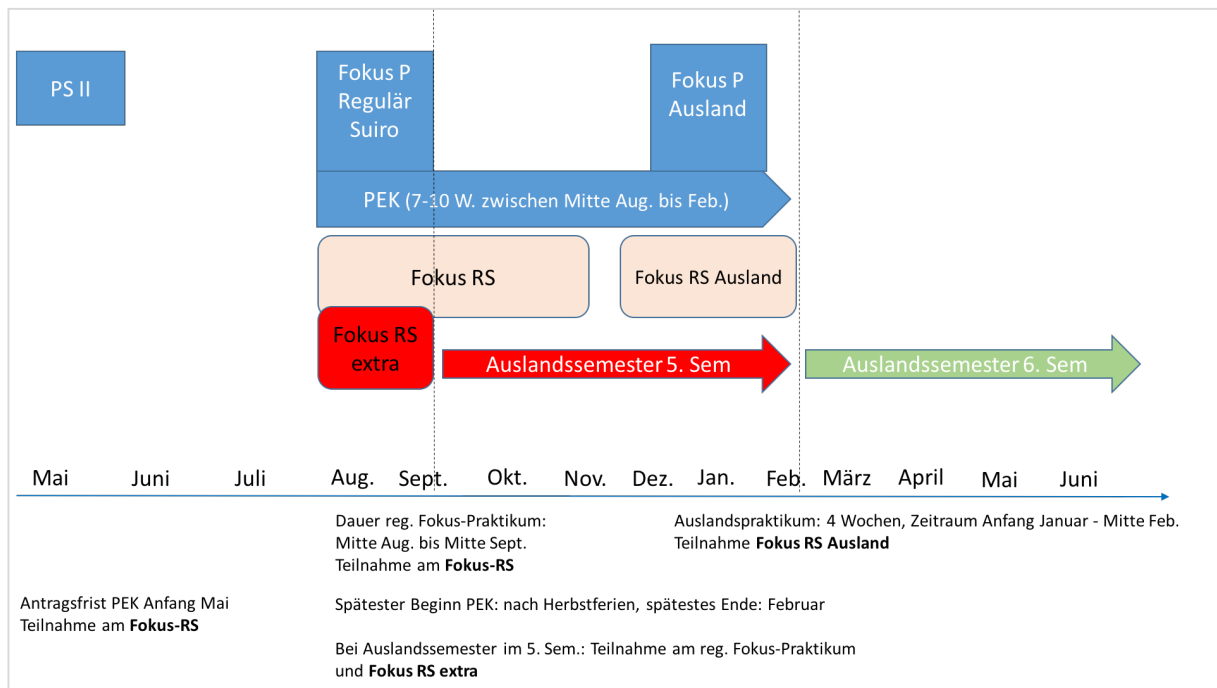 PS II
Fokus P
Regulär
Suiro
Fokus P
Ausland
PEK (7-10 W. zwischen Mitte Aug. bis Feb.)
Fokus RS
Fokus RS Ausland
Fokus RS
extra
Auslandssemester 5. Sem
Auslandssemester 6. Sem
Mai Juni Juli Aug. Sept. Okt. Nov. Dez. Jan. Feb. März April Mai Juni
Dauer reg. Fokus-Praktikum:
Mitte Aug. bis Mitte Sept.
Teilnahme am Fokus-RS
Auslandspraktikum: 4 Wochen, Zeitraum Anfang Januar - Mitte Feb.
Teilnahme Fokus RS Ausland
Antragsfrist PEK Anfang Mai
Teilnahme am Fokus-RS
Spätester Beginn PEK: nach Herbstferien, spätestes Ende: Februar
Bei Auslandssemester im 5. Sem.: Teilnahme am reg. Fokus-Praktikum
und Fokus RS extra